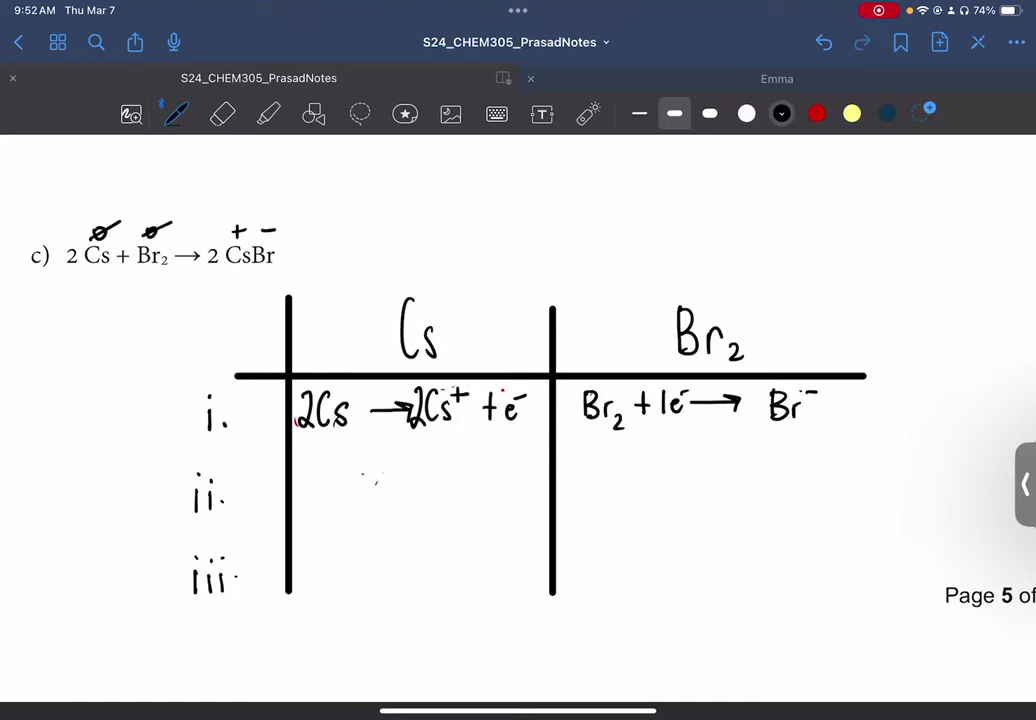 9:52 AM Thu Mar 7
74%
S24_CHEM305_PrasadNotes
S24_CHEM305_PrasadNotes
Emma
T
+ −
c) 2 Cs + Br₂ → 2 CsBr
Cs Br₂
i. 2Cs → 2Cs⁺ + e⁻ Br₂ + 1e⁻ → Br⁻
ii.
iii.
Page 5 of